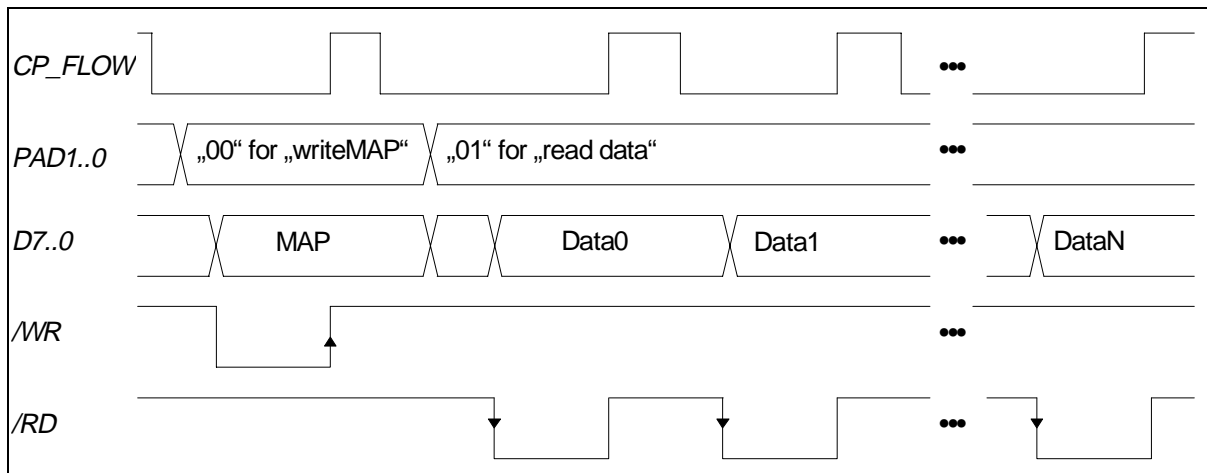 CP_FLOW
•••
PAD1..0 „00“ for „writeMAP“ „01“ for „read data“ •••
D7..0 MAP Data0 Data1 ••• DataN
/WR •••
/RD •••